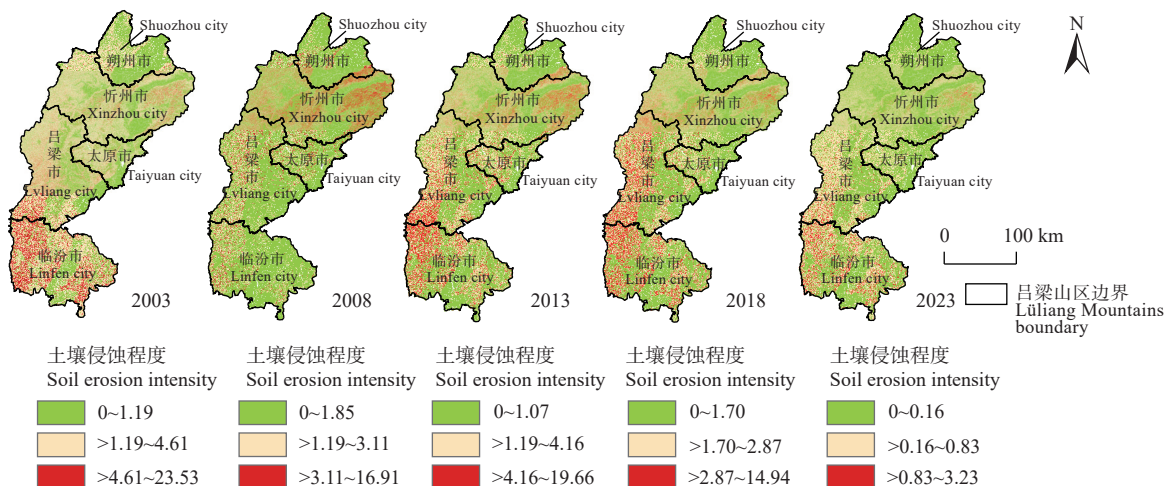 Shuozhou city
朔州市
忻州市
Xinzhou city
吕梁市
Lvliang city
太原市
Taiyuan city
临汾市
Linfen city
2003
Shuozhou city
朔州市
忻州市
Xinzhou city
吕梁市
Lvliang city
太原市
Taiyuan city
临汾市
Linfen city
2008
Shuozhou city
朔州市
忻州市
Xinzhou city
吕梁市
Lvliang city
太原市
Taiyuan city
临汾市
Linfen city
2013
Shuozhou city
朔州市
忻州市
Xinzhou city
吕梁市
Lvliang city
太原市
Taiyuan city
临汾市
Linfen city
2018
Shuozhou city
朔州市
忻州市
Xinzhou city
吕梁市
Lvliang city
太原市
Taiyuan city
临汾市
Linfen city
2023
N
0 100 km
吕梁山区边界
Lüliang Mountains
boundary
土壤侵蚀程度
Soil erosion intensity
0~1.19
>1.19~4.61
>4.61~23.53
土壤侵蚀程度
Soil erosion intensity
0~1.85
>1.19~3.11
>3.11~16.91
土壤侵蚀程度
Soil erosion intensity
0~1.07
>1.19~4.16
>4.16~19.66
土壤侵蚀程度
Soil erosion intensity
0~1.70
>1.70~2.87
>2.87~14.94
土壤侵蚀程度
Soil erosion intensity
0~0.16
>0.16~0.83
>0.83~3.23